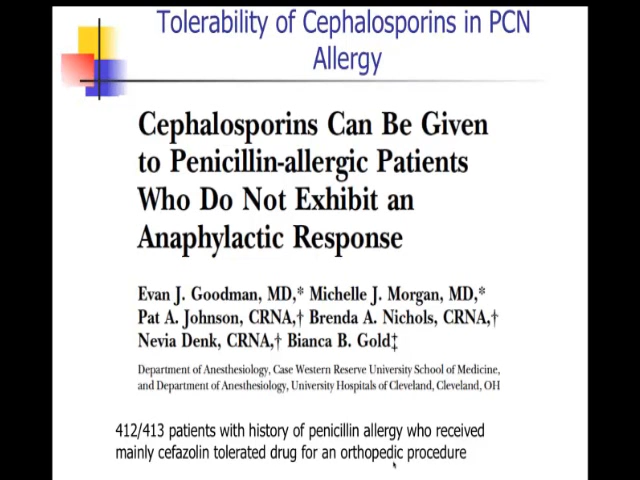 Tolerability of Cephalosporins in PCN
Allergy
Cephalosporins Can Be Given
to Penicillin-allergic Patients
Who Do Not Exhibit an
Anaphylactic Response
Evan J. Goodman, MD,* Michelle J. Morgan, MD,*
Pat A. Johnson, CRNA,† Brenda A. Nichols, CRNA,†
Nevia Denk, CRNA,† Bianca B. Gold‡
Department of Anesthesiology, Case Western Reserve University School of Medicine,
and Department of Anesthesiology, University Hospitals of Cleveland, Cleveland, OH
412/413 patients with history of penicillin allergy who received
mainly cefazolin tolerated drug for an orthopedic procedure